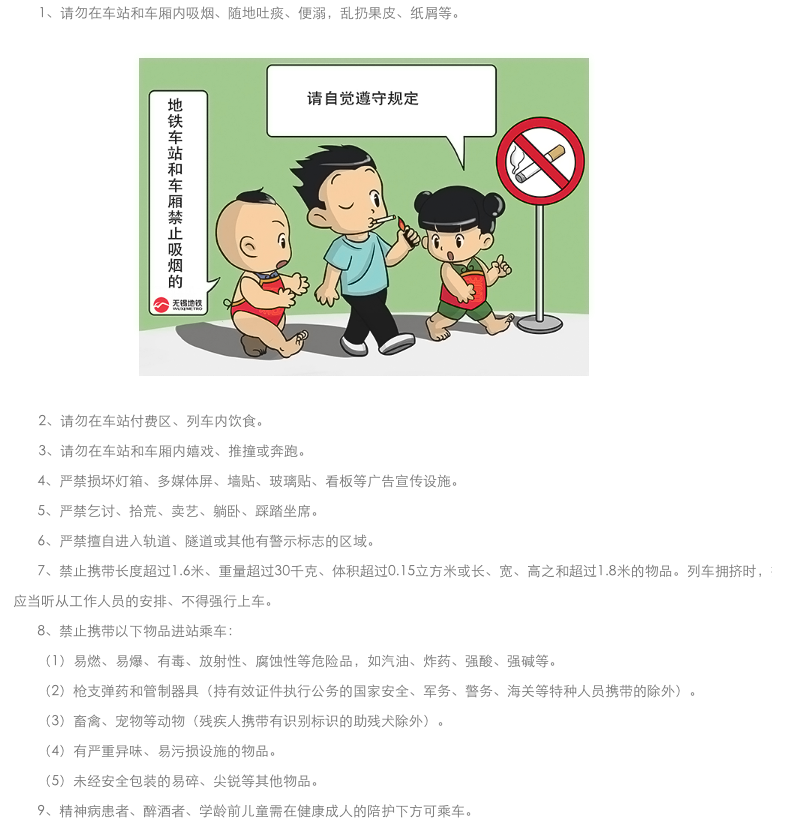 1、请勿在车站和车厢内吸烟、随地吐痰、便溺，乱扔果皮、纸屑等。
请自觉遵守规定
地铁车站和车厢禁止吸烟的
无锡地铁
WUXI METRO
2、请勿在车站付费区、列车内饮食。
3、请勿在车站和车厢内嬉戏、推撞或奔跑。
4、严禁损坏灯箱、多媒体屏、墙贴、玻璃贴、看板等广告宣传设施。
5、严禁乞讨、拾荒、卖艺、躺卧、踩踏坐席。
6、严禁擅自进入轨道、隧道或其他有警示标志的区域。
7、禁止携带长度超过1.6米、重量超过30千克、体积超过0.15立方米或长、宽、高之和超过1.8米的物品。列车拥挤时，
应当听从工作人员的安排、不得强行上车。
8、禁止携带以下物品进站乘车：
（1）易燃、易爆、有毒、放射性、腐蚀性等危险品，如汽油、炸药、强酸、强碱等。
（2）枪支弹药和管制器具（持有效证件执行公务的国家安全、军务、警务、海关等特种人员携带的除外）。
（3）畜禽、宠物等动物（残疾人携带有识别标识的助残犬除外）。
（4）有严重异味、易污损设施的物品。
（5）未经安全包装的易碎、尖锐等其他物品。
9、精神病患者、醉酒者、学龄前儿童需在健康成人的陪护下方可乘车。